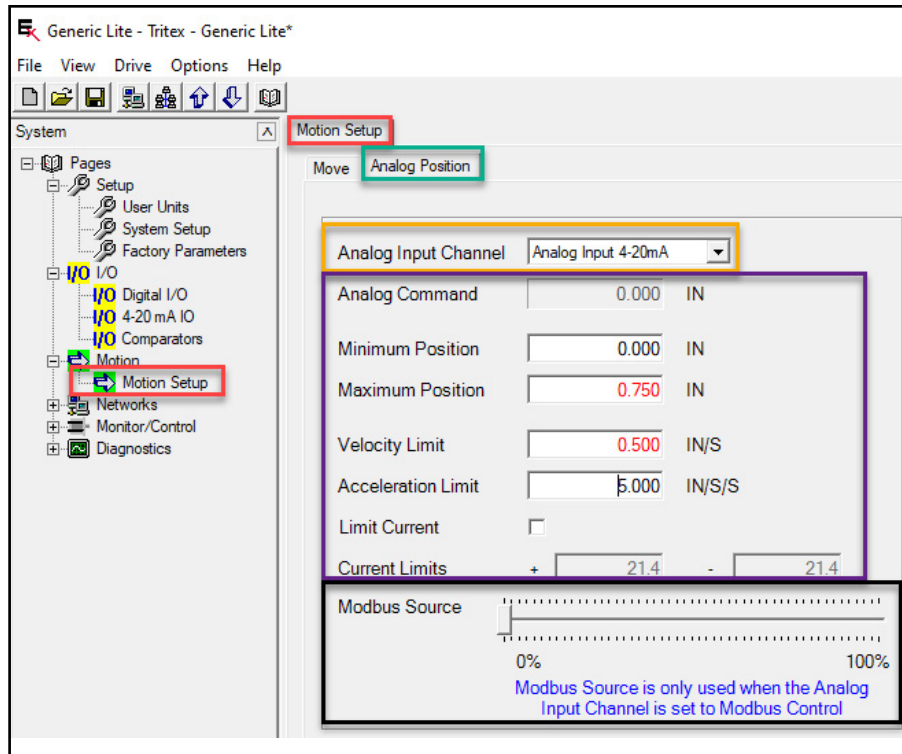 Generic Lite - Tritex - Generic Lite*
File View Drive Options Help
System
Motion Setup
Pages
Setup
User Units
System Setup
Factory Parameters
I/O I/O
I/O Digital I/O
I/O 4-20 mA IO
I/O Comparators
Motion
Motion Setup
Networks
Monitor/Control
Diagnostics
Move Analog Position
Analog Input Channel Analog Input 4-20mA
Analog Command 0.000 IN
Minimum Position 0.000 IN
Maximum Position 0.750 IN
Velocity Limit 0.500 IN/S
Acceleration Limit 5.000 IN/S/S
Limit Current
Current Limits + 21.4 - 21.4
Modbus Source
0% 100%
Modbus Source is only used when the Analog
Input Channel is set to Modbus Control